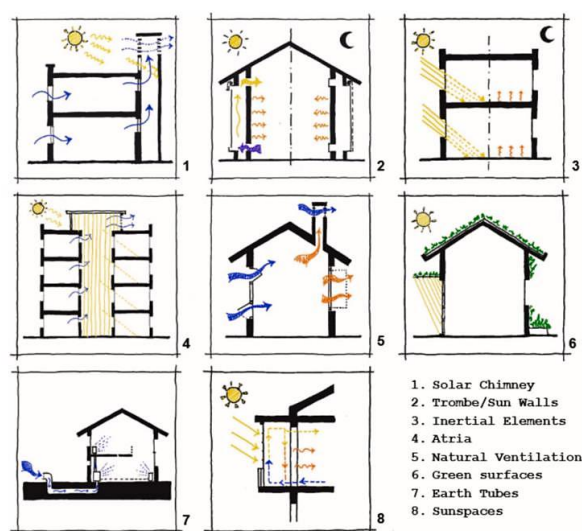 1
2
3
4
5
6
7
8
1. Solar Chimney
2. Trombe/Sun Walls
3. Inertial Elements
4. Atria
5. Natural Ventilation
6. Green surfaces
7. Earth Tubes
8. Sunspaces